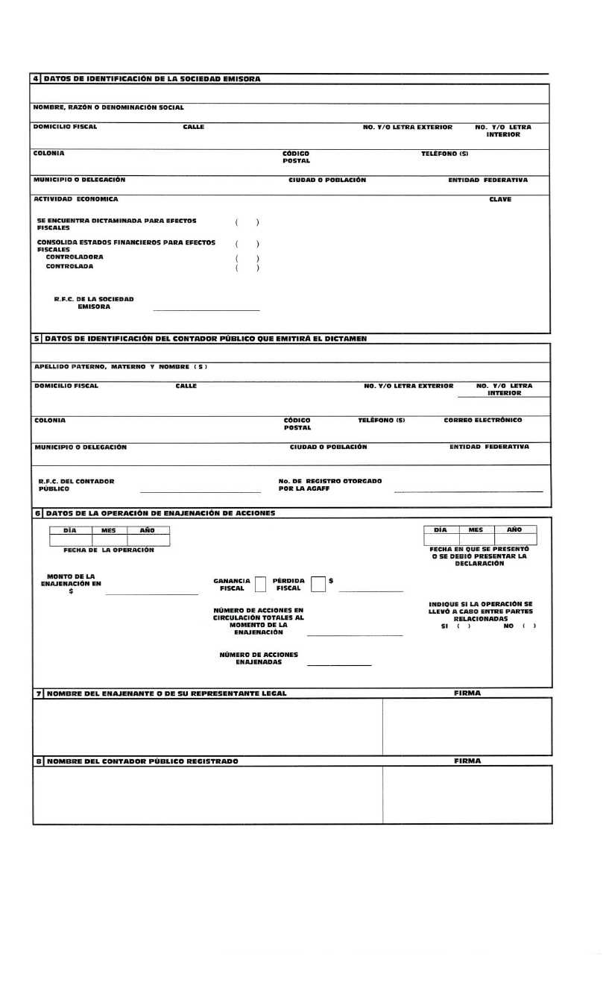 4 DATOS DE IDENTIFICACIÓN DE LA SOCIEDAD EMISORA
NOMBRE, RAZÓN O DENOMINACIÓN SOCIAL
DOMICILIO FISCAL CALLE NO. Y/O LETRA EXTERIOR NO. Y/O LETRA
INTERIOR
COLONIA CÓDIGO TELÉFONO (S)
POSTAL
MUNICIPIO O DELEGACIÓN CIUDAD O POBLACIÓN ENTIDAD FEDERATIVA
ACTIVIDAD ECONOMICA CLAVE
SE ENCUENTRA DICTAMINADA PARA EFECTOS ( )
FISCALES
CONSOLIDA ESTADOS FINANCIEROS PARA EFECTOS ( )
FISCALES
CONTROLADORA ( )
CONTROLADA ( )
R.F.C. DE LA SOCIEDAD
EMISORA
5 DATOS DE IDENTIFICACIÓN DEL CONTADOR PÚBLICO QUE EMITIRÁ EL DICTAMEN
APELLIDO PATERNO, MATERNO Y NOMBRE ( S )
DOMICILIO FISCAL CALLE NO. Y/O LETRA EXTERIOR NO. Y/O LETRA
INTERIOR
COLONIA CÓDIGO TELÉFONO (S) CORREO ELECTRÓNICO
POSTAL
MUNICIPIO O DELEGACIÓN CIUDAD O POBLACIÓN ENTIDAD FEDERATIVA
R.F.C. DEL CONTADOR No. DE REGISTRO OTORGADO
PÚBLICO POR LA AGAFF
6 DATOS DE LA OPERACIÓN DE ENAJENACIÓN DE ACCIONES
DÍA MES AÑO DÍA MES AÑO
FECHA DE LA OPERACIÓN FECHA EN QUE SE PRESENTÓ
O SE DEBIÓ PRESENTAR LA
DECLARACIÓN
MONTO DE LA
ENAJENACIÓN EN
$
GANANCIA PÉRDIDA $
FISCAL FISCAL
NÚMERO DE ACCIONES EN
CIRCULACIÓN TOTALES AL
MOMENTO DE LA
ENAJENACIÓN
INDIQUE SI LA OPERACIÓN SE
LLEVÓ A CABO ENTRE PARTES
RELACIONADAS
SI ( ) NO ( )
NÚMERO DE ACCIONES
ENAJENADAS
7 NOMBRE DEL ENAJENANTE O DE SU REPRESENTANTE LEGAL FIRMA
8 NOMBRE DEL CONTADOR PÚBLICO REGISTRADO FIRMA